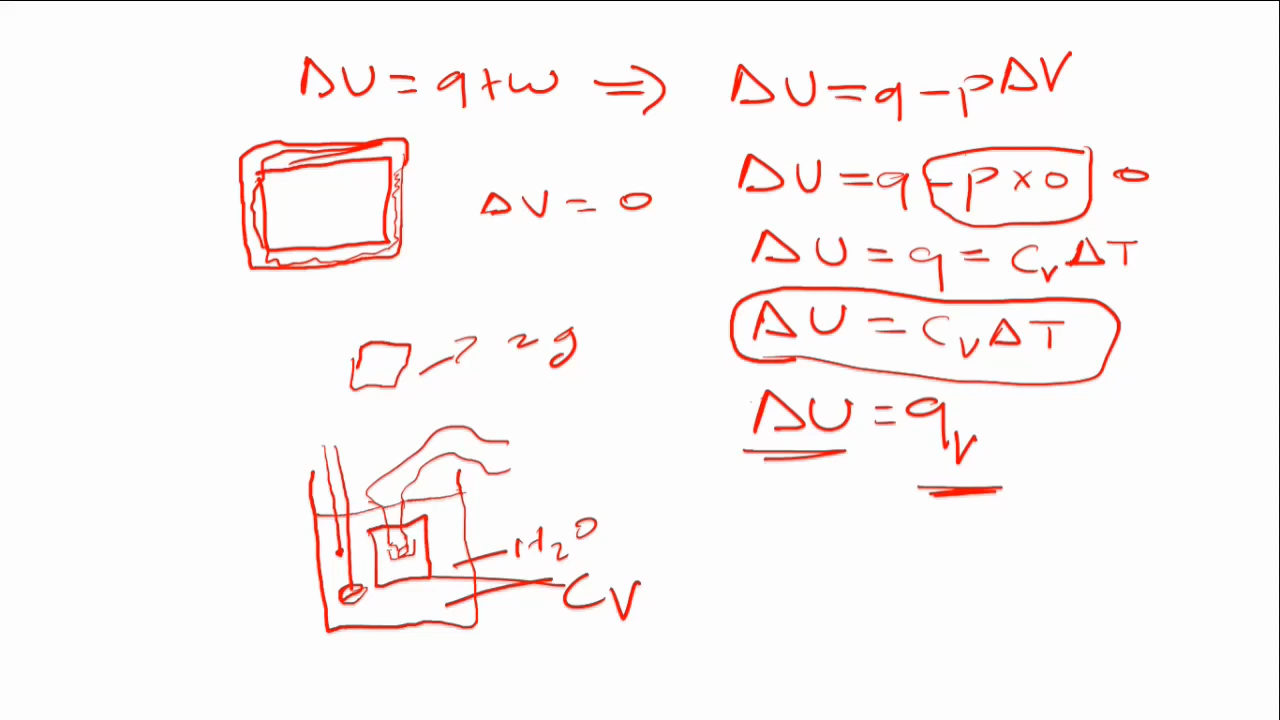 ΔU = q+w ⇒ ΔU = q - PΔV
ΔV = 0
ΔU = q - P×0 0
ΔU = q = CvΔT
ΔU = CvΔT
2g
ΔU = qv
H2O
Cv